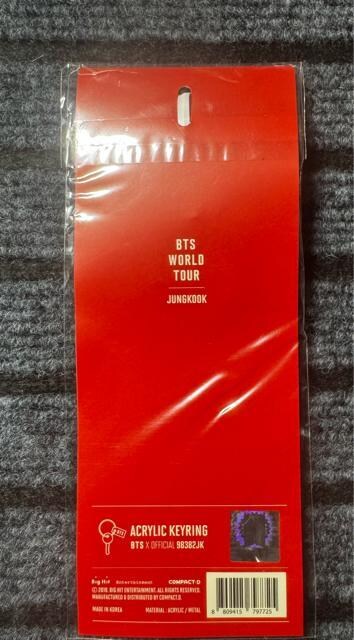 BTS
WORLD
TOUR
JUNGKOOK
ACRYLIC KEYRING
BTS X OFFICIAL 98382JK
Big Hit Entertainment COMPACT·D
© 2018. BIG HIT ENTERTAINMENT. ALL RIGHTS RESERVED.
MANUFACTURED & DISTRIBUTED BY COMPACT.D.
MADE IN KOREA MATERIAL : ACRYLIC / METAL
8 809415 797725